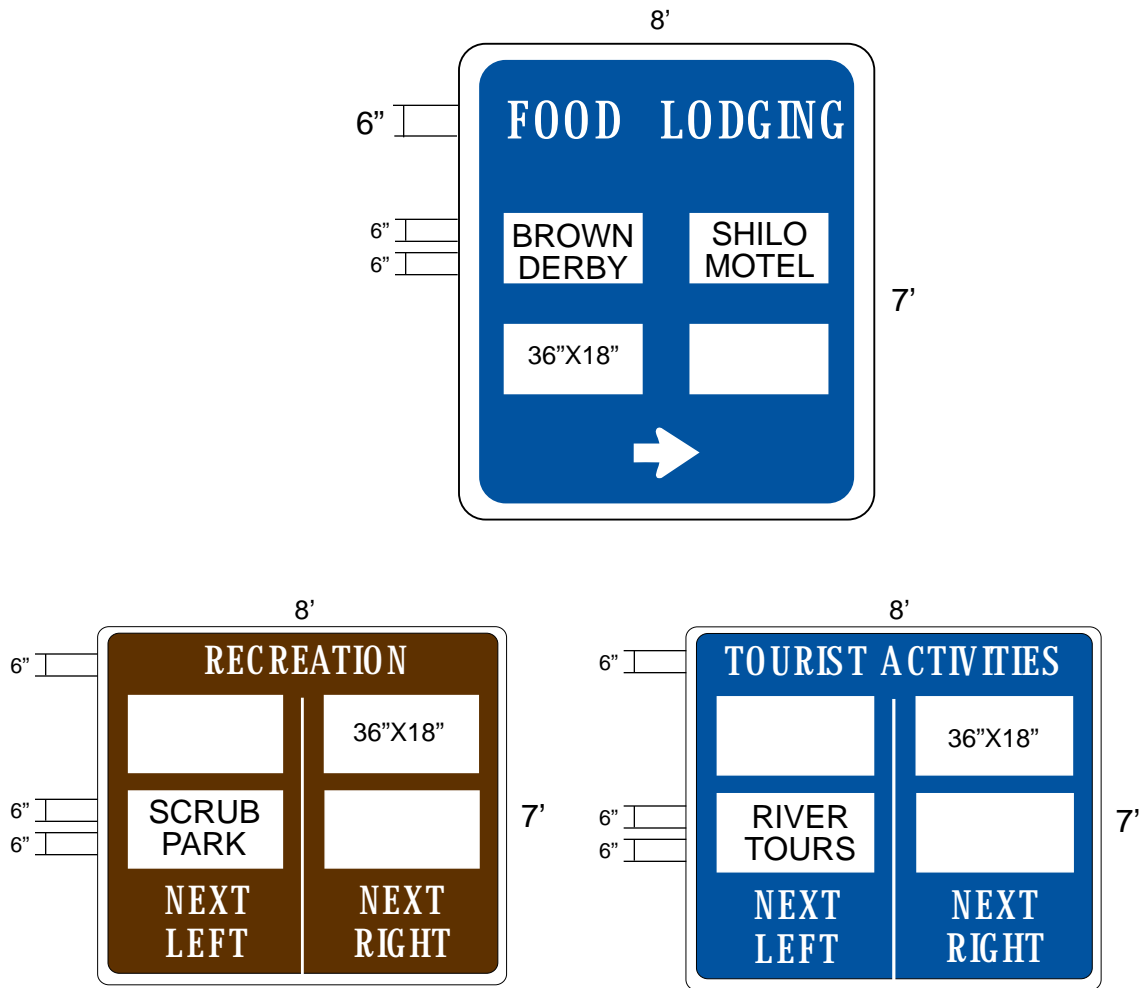 8’
6”
FOOD LODGING
6”
6”
BROWN
DERBY
SHILO
MOTEL
7’
36”X18”
8’
6”
RECREATION
36”X18”
6”
6”
SCRUB
PARK
7’
NEXT
LEFT
NEXT
RIGHT
8’
6”
TOURIST ACTIVITIES
36”X18”
6”
6”
RIVER
TOURS
7’
NEXT
LEFT
NEXT
RIGHT